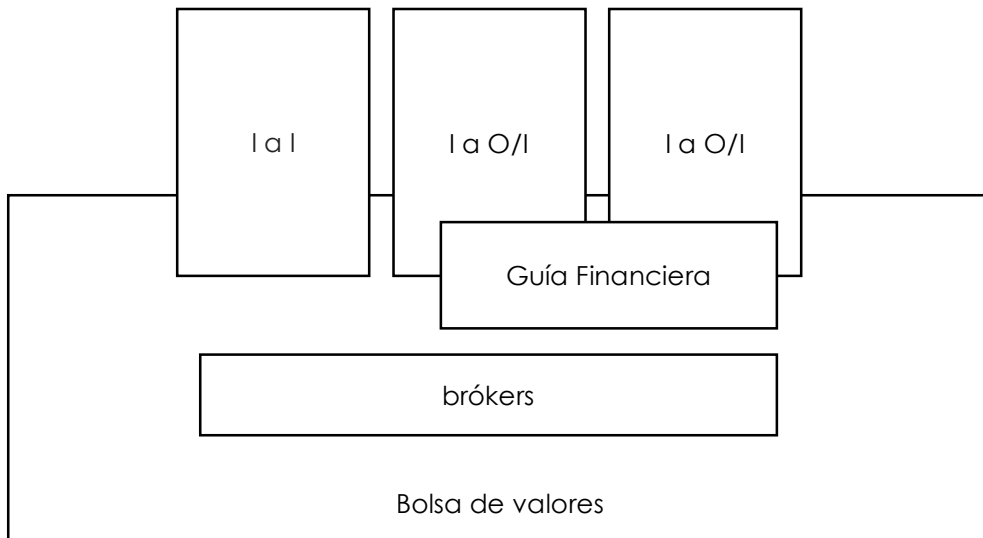 I a I
I a O/I
I a O/I
Guía Financiera
brókers
Bolsa de valores